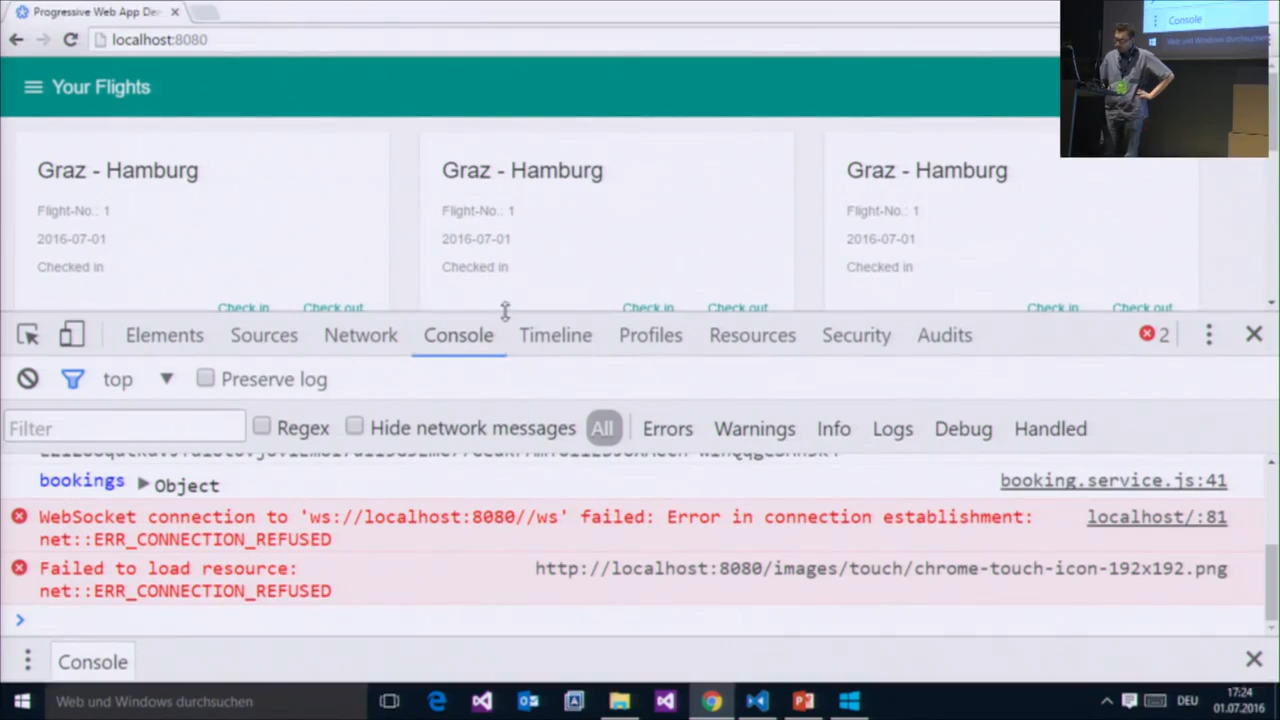 Progressive Web App De
localhost:8080
Console
Web und Windows durchsuchen
Your Flights
Graz - Hamburg
Flight-No.: 1
2016-07-01
Checked in
Check in Check out
Graz - Hamburg
Flight-No.: 1
2016-07-01
Checked in
Check in Check out
Graz - Hamburg
Flight-No.: 1
2016-07-01
Checked in
Check in Check out
Elements Sources Network Console Timeline Profiles Resources Security Audits 2
top Preserve log
Filter Regex Hide network messages All Errors Warnings Info Logs Debug Handled
bookings Object booking.service.js:41
WebSocket connection to 'ws://localhost:8080//ws' failed: Error in connection establishment: localhost/:81
net::ERR_CONNECTION_REFUSED
Failed to load resource: http://localhost:8080/images/touch/chrome-touch-icon-192x192.png
net::ERR_CONNECTION_REFUSED
Console
Web und Windows durchsuchen
DEU
17:24
01.07.2016